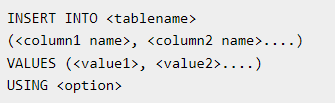 INSERT INTO <tablename>
(<column1 name>, <column2 name>....)
VALUES (<value1>, <value2>....)
USING <option>